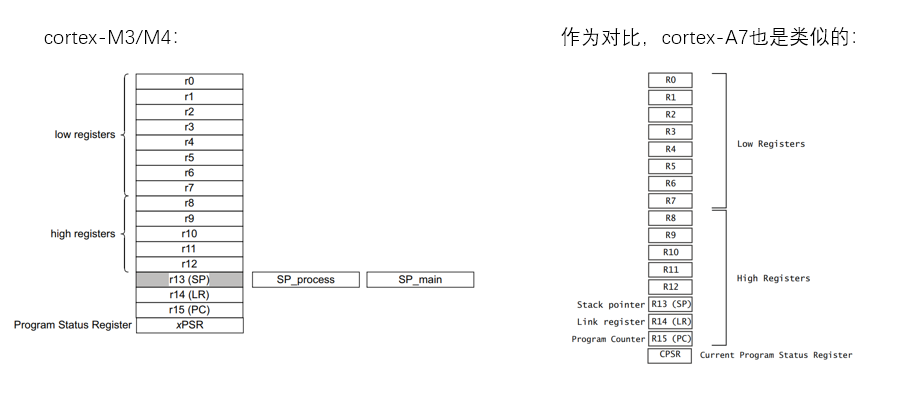 cortex-M3/M4：
r0
r1
r2
r3
low registers
r4
r5
r6
r7
r8
r9
high registers
r10
r11
r12
r13 (SP)
SP_process
SP_main
r14 (LR)
r15 (PC)
Program Status Register
xPSR
作为对比，cortex-A7也是类似的：
R0
R1
R2
R3
R4
Low Registers
R5
R6
R7
R8
R9
R10
R11
High Registers
R12
Stack pointer
R13 (SP)
Link register
R14 (LR)
Program Counter
R15 (PC)
CPSR
Current Program Status Register